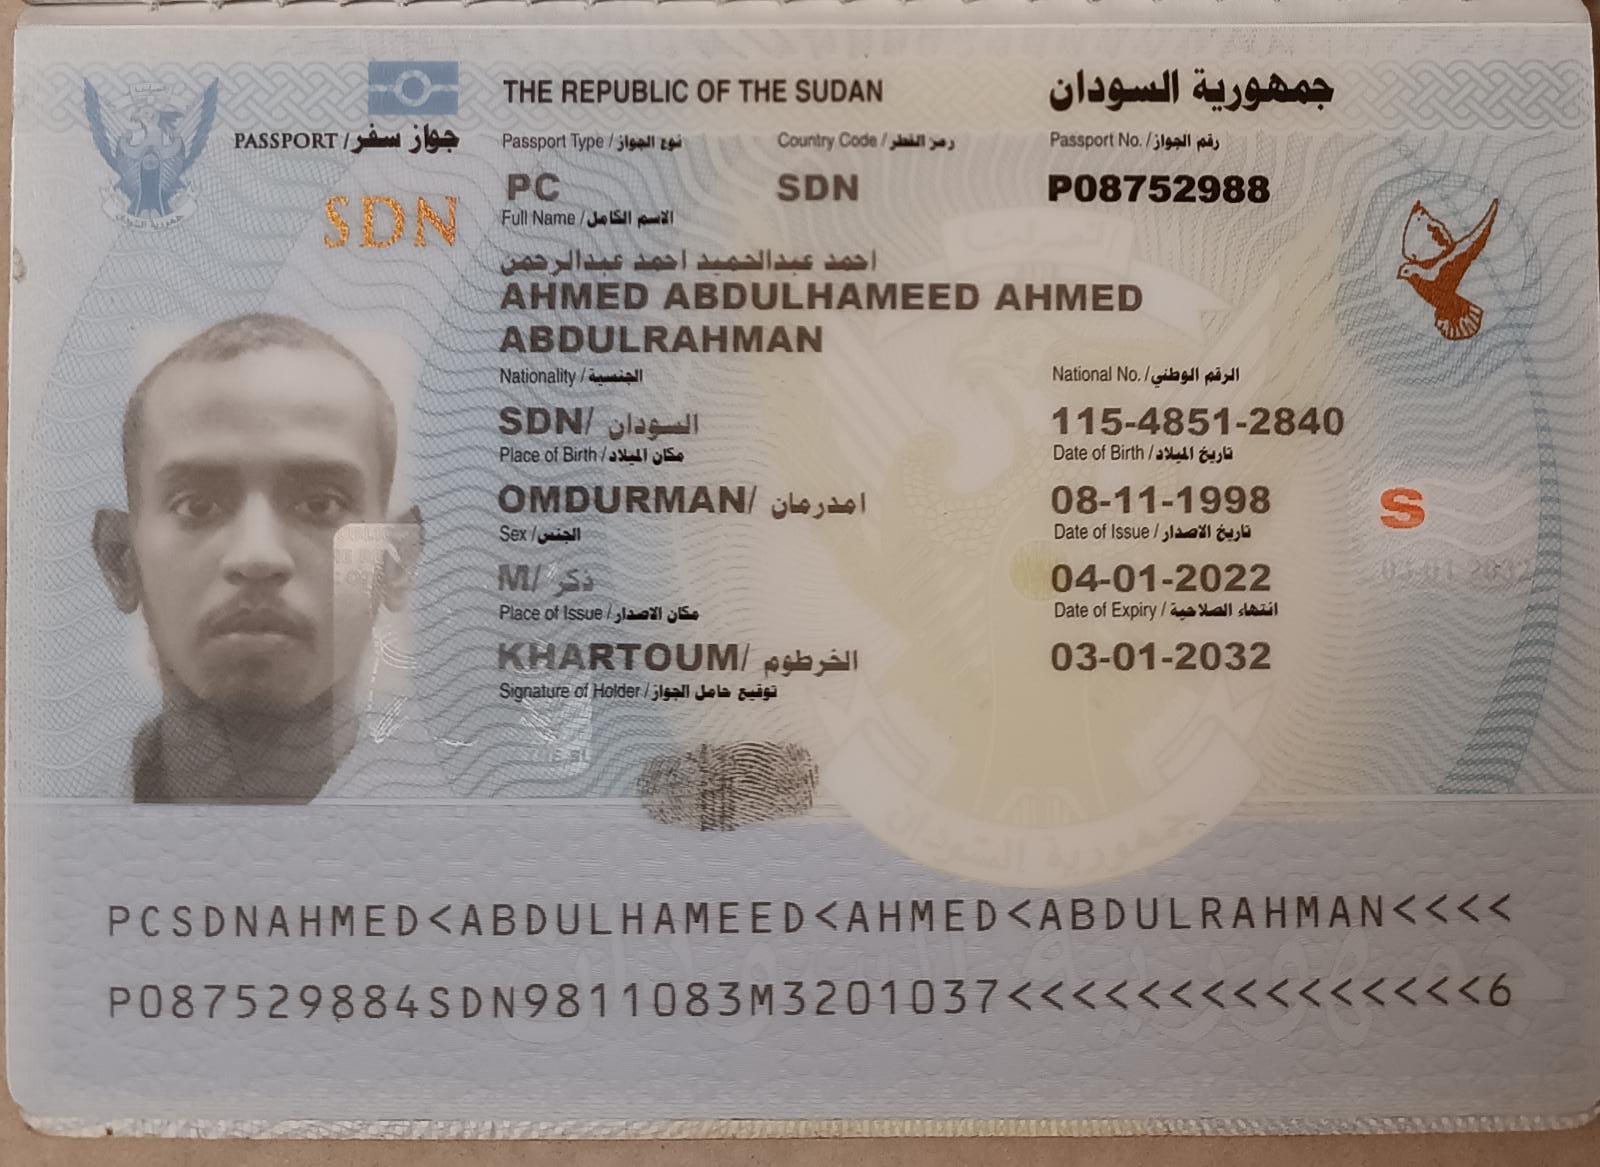 THE REPUBLIC OF THE SUDAN جمهورية السودان
PASSPORT / جواز سفر
Passport Type / نوع الجواز Country Code / رمز القطر Passport No. / رقم الجواز
PC SDN P08752988
SDN
Full Name / الاسم الكامل
احمد عبدالحميد احمد عبدالرحمن
AHMED ABDULHAMEED AHMED
ABDULRAHMAN
Nationality / الجنسية National No. / الرقم الوطني
SDN/ السودان 115-4851-2840
Place of Birth / مكان الميلاد Date of Birth / تاريخ الميلاد
OMDURMAN/ امدرمان 08-11-1998
S
Sex / الجنس Date of Issue / تاريخ الاصدار
M/ ذكر 04-01-2022
03-01-2032
Place of Issue / مكان الاصدار Date of Expiry / انتهاء الصلاحية
KHARTOUM/ الخرطوم 03-01-2032
Signature of Holder / توقيع حامل الجواز
جمهورية السودان
PCSDNAHMED<ABDULHAMEED<AHMED<ABDULRAHMAN<<<<
P087529884SDN9811083M3201037<<<<<<<<<<<<<<<6